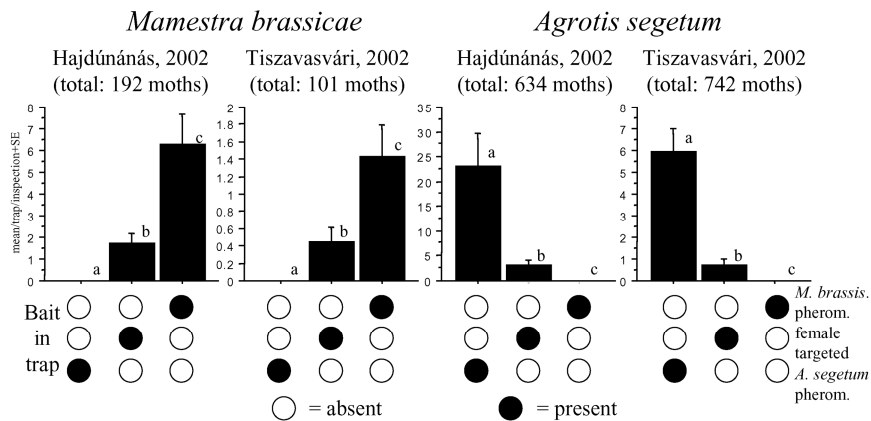 Mamestra brassicae
Agrotis segetum
Hajdúnánás, 2002
(total: 192 moths)
Tiszavasvári, 2002
(total: 101 moths)
Hajdúnánás, 2002
(total: 634 moths)
Tiszavasvári, 2002
(total: 742 moths)
mean/trap/inspection+SE
8
7
6
5
4
3
2
1
0
a
b
c
2
1.8
1.6
1.4
1.2
1
0.8
0.6
0.4
0.2
0
a
b
c
35
30
25
20
15
10
5
0
a
b
c
8
7
6
5
4
3
2
1
0
a
b
c
Bait
in
trap
M. brassis.
pherom.
female
targeted
A. segetum
pherom.
= absent
= present